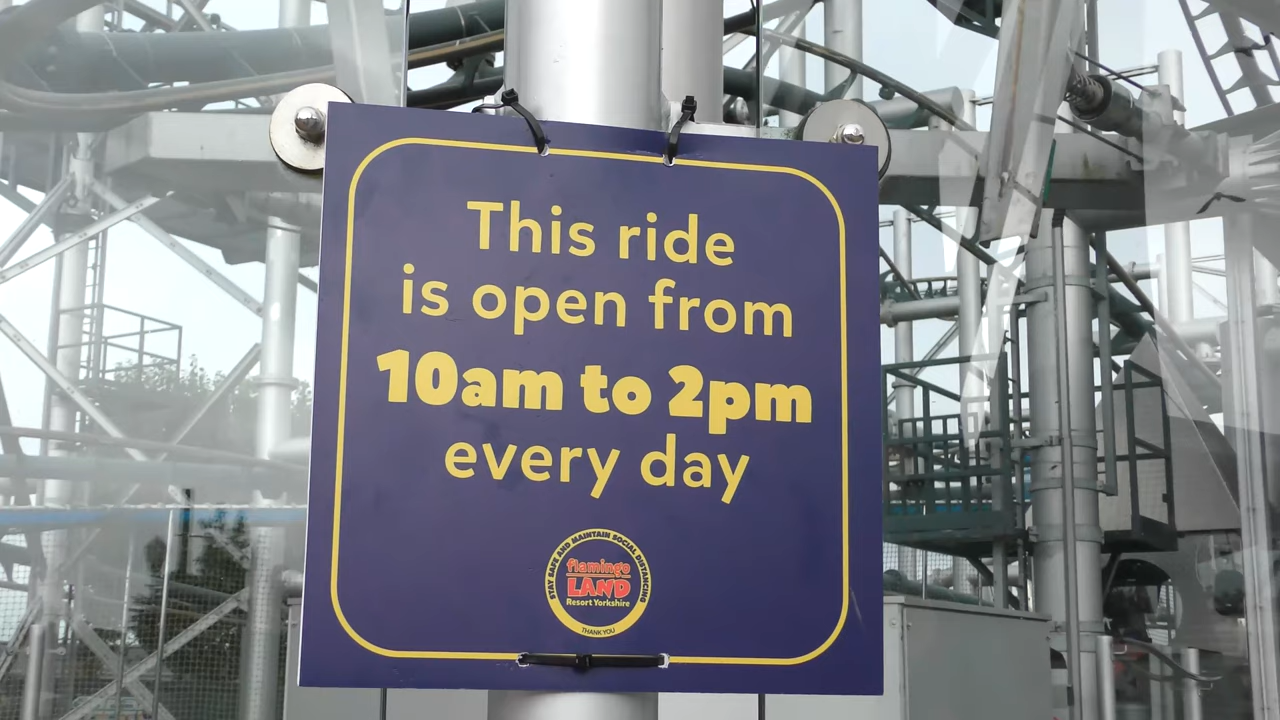 This ride
is open from
10am to 2pm
every day
STAY SAFE AND MAINTAIN SOCIAL DISTANCING
flamingo
LAND
Resort Yorkshire
THANK YOU